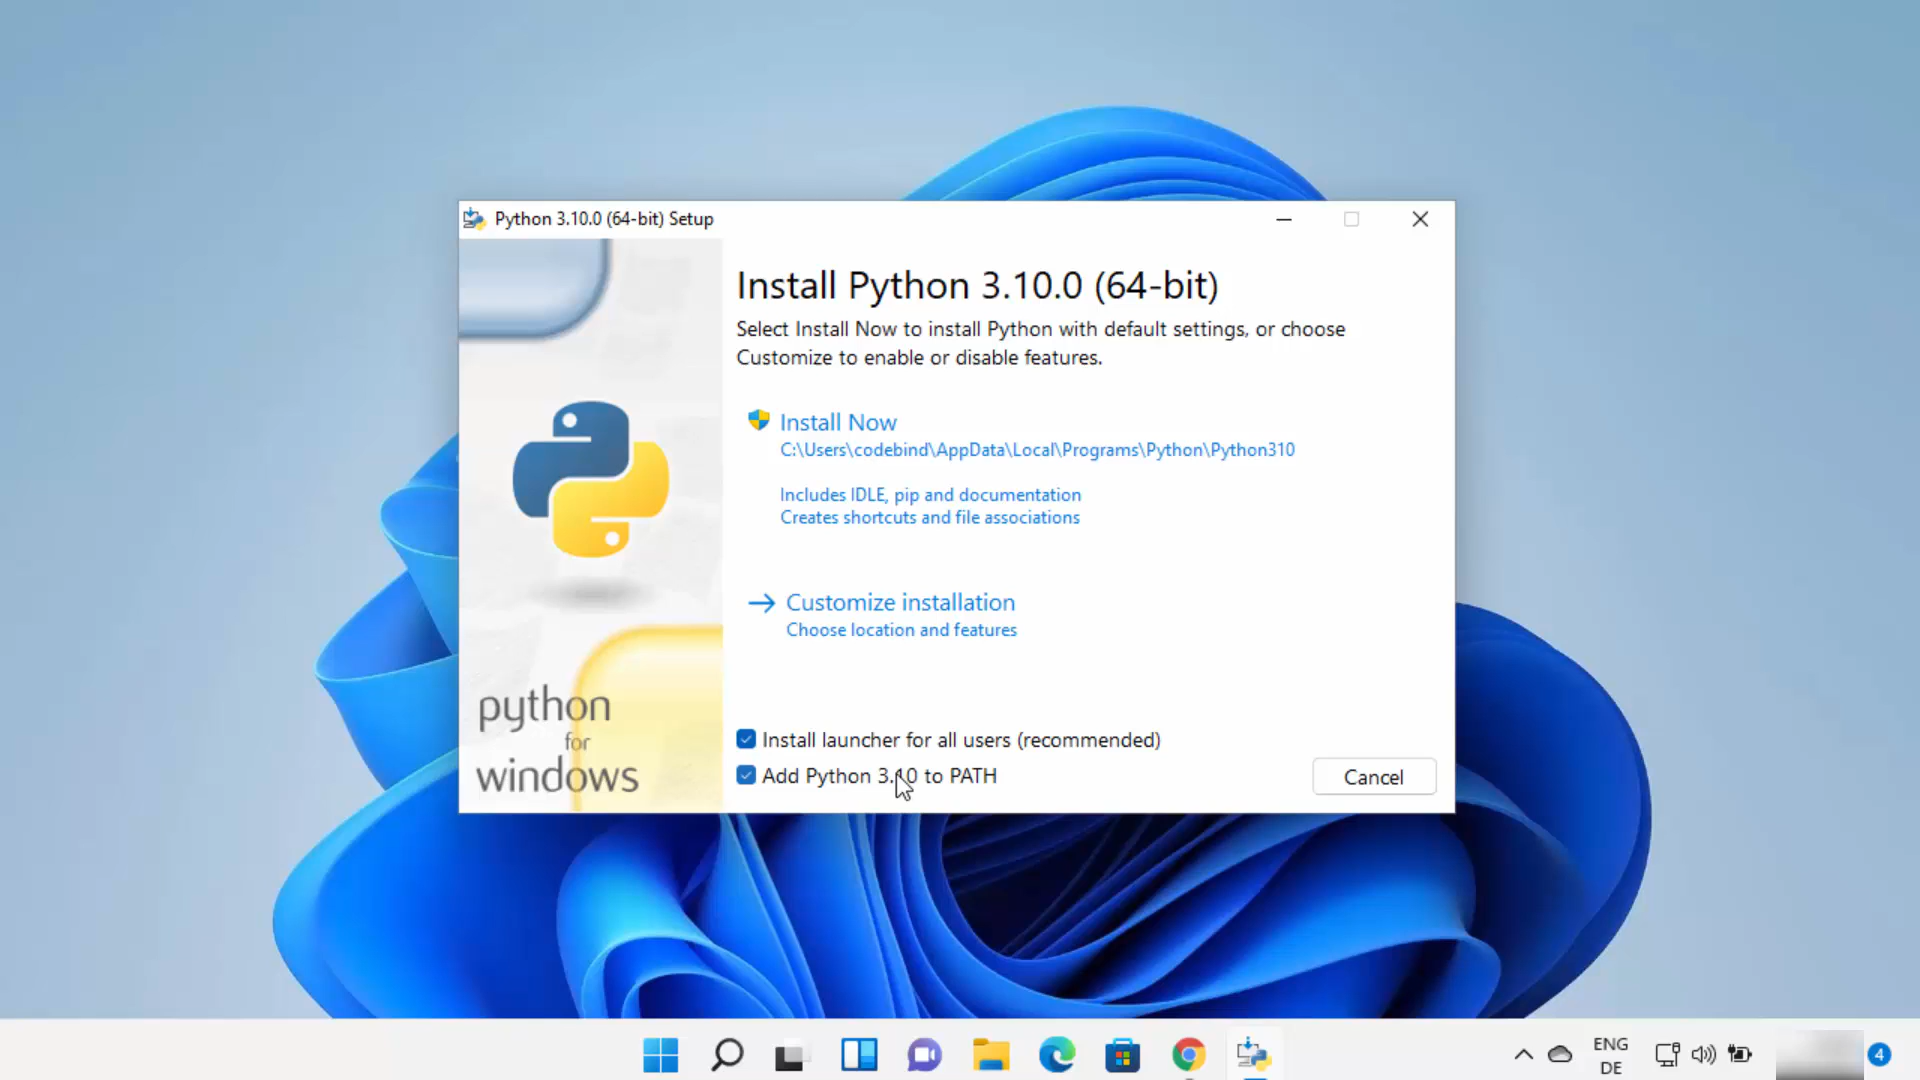 Python 3.10.0 (64-bit) Setup
Install Python 3.10.0 (64-bit)
Select Install Now to install Python with default settings, or choose
Customize to enable or disable features.
Install Now
C:\Users\codebind\AppData\Local\Programs\Python\Python310
Includes IDLE, pip and documentation
Creates shortcuts and file associations
Customize installation
Choose location and features
python
for
windows
Install launcher for all users (recommended)
Add Python 3.10 to PATH
Cancel
ENG
DE
4